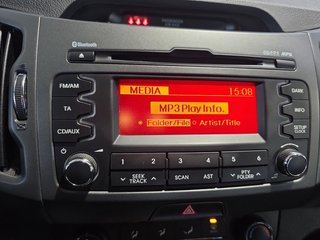 Bluetooth
MEDIA 15:08
MP3 Play Info.
Folder/File Artist/Title
FM/AM
TA
CD/AUX
DARK
INFO
SETUP
CLOCK
1 2 3 4 5 6
SEEK
TRACK
SCAN
AST
PTY
FOLDER